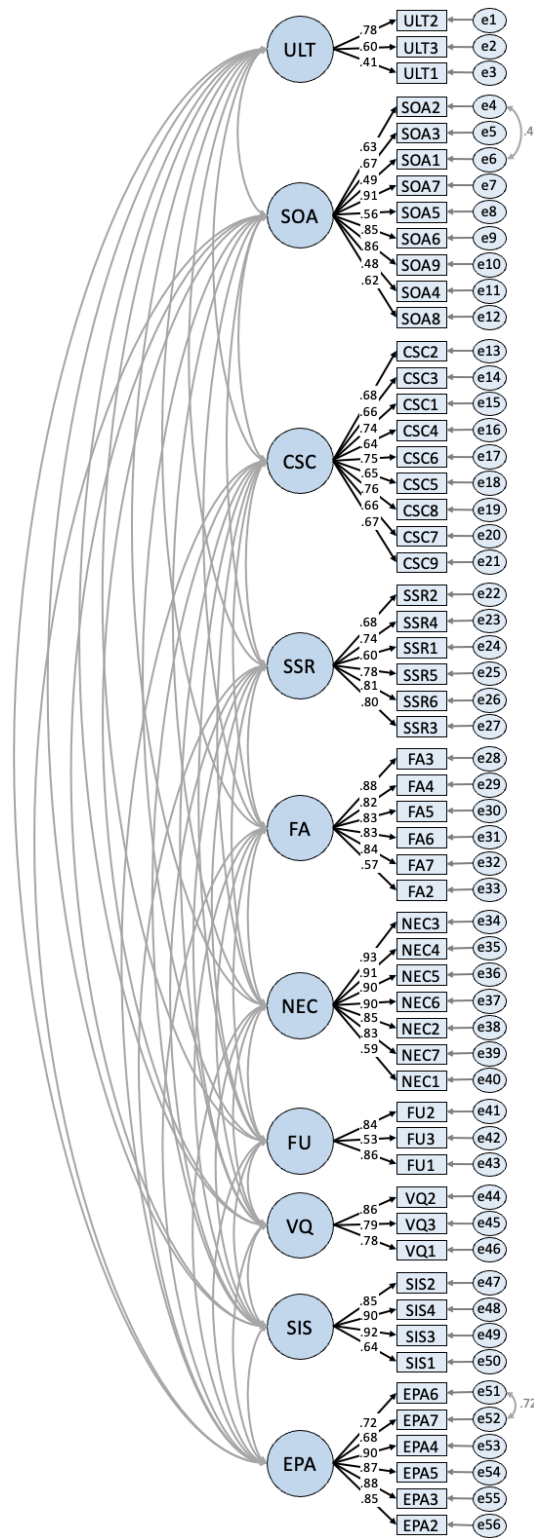 ULT
.78 ULT2 e1
.60 ULT3 e2
.41 ULT1 e3
SOA
.63 SOA2 e4
.67 SOA3 e5
.49 SOA1 e6
.4
.91 SOA7 e7
.56 SOA5 e8
.85 SOA6 e9
.86 SOA9 e10
.48 SOA4 e11
.62 SOA8 e12
CSC
.68 CSC2 e13
.66 CSC3 e14
.74 CSC1 e15
.64 CSC4 e16
.75 CSC6 e17
.65 CSC5 e18
.76 CSC8 e19
.66 CSC7 e20
.67 CSC9 e21
SSR
.68 SSR2 e22
.74 SSR4 e23
.60 SSR1 e24
.78 SSR5 e25
.81 SSR6 e26
.80 SSR3 e27
FA
.88 FA3 e28
.82 FA4 e29
.83 FA5 e30
.83 FA6 e31
.84 FA7 e32
.57 FA2 e33
NEC
.93 NEC3 e34
.91 NEC4 e35
.90 NEC5 e36
.90 NEC6 e37
.85 NEC2 e38
.83 NEC7 e39
.59 NEC1 e40
FU
.84 FU2 e41
.53 FU3 e42
.86 FU1 e43
VQ
.86 VQ2 e44
.79 VQ3 e45
.78 VQ1 e46
SIS
.85 SIS2 e47
.90 SIS4 e48
.92 SIS3 e49
.64 SIS1 e50
EPA
.72 EPA6 e51
.72
.68 EPA7 e52
.90 EPA4 e53
.87 EPA5 e54
.88 EPA3 e55
.85 EPA2 e56